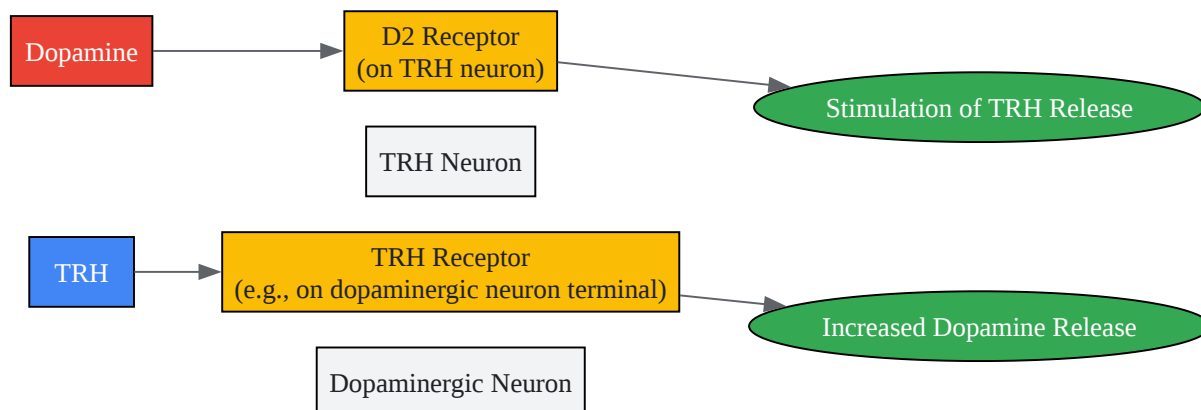 Dopamine
D2 Receptor
(on TRH neuron)
Stimulation of TRH Release
TRH Neuron
TRH
TRH Receptor
(e.g., on dopaminergic neuron terminal)
Increased Dopamine Release
Dopaminergic Neuron